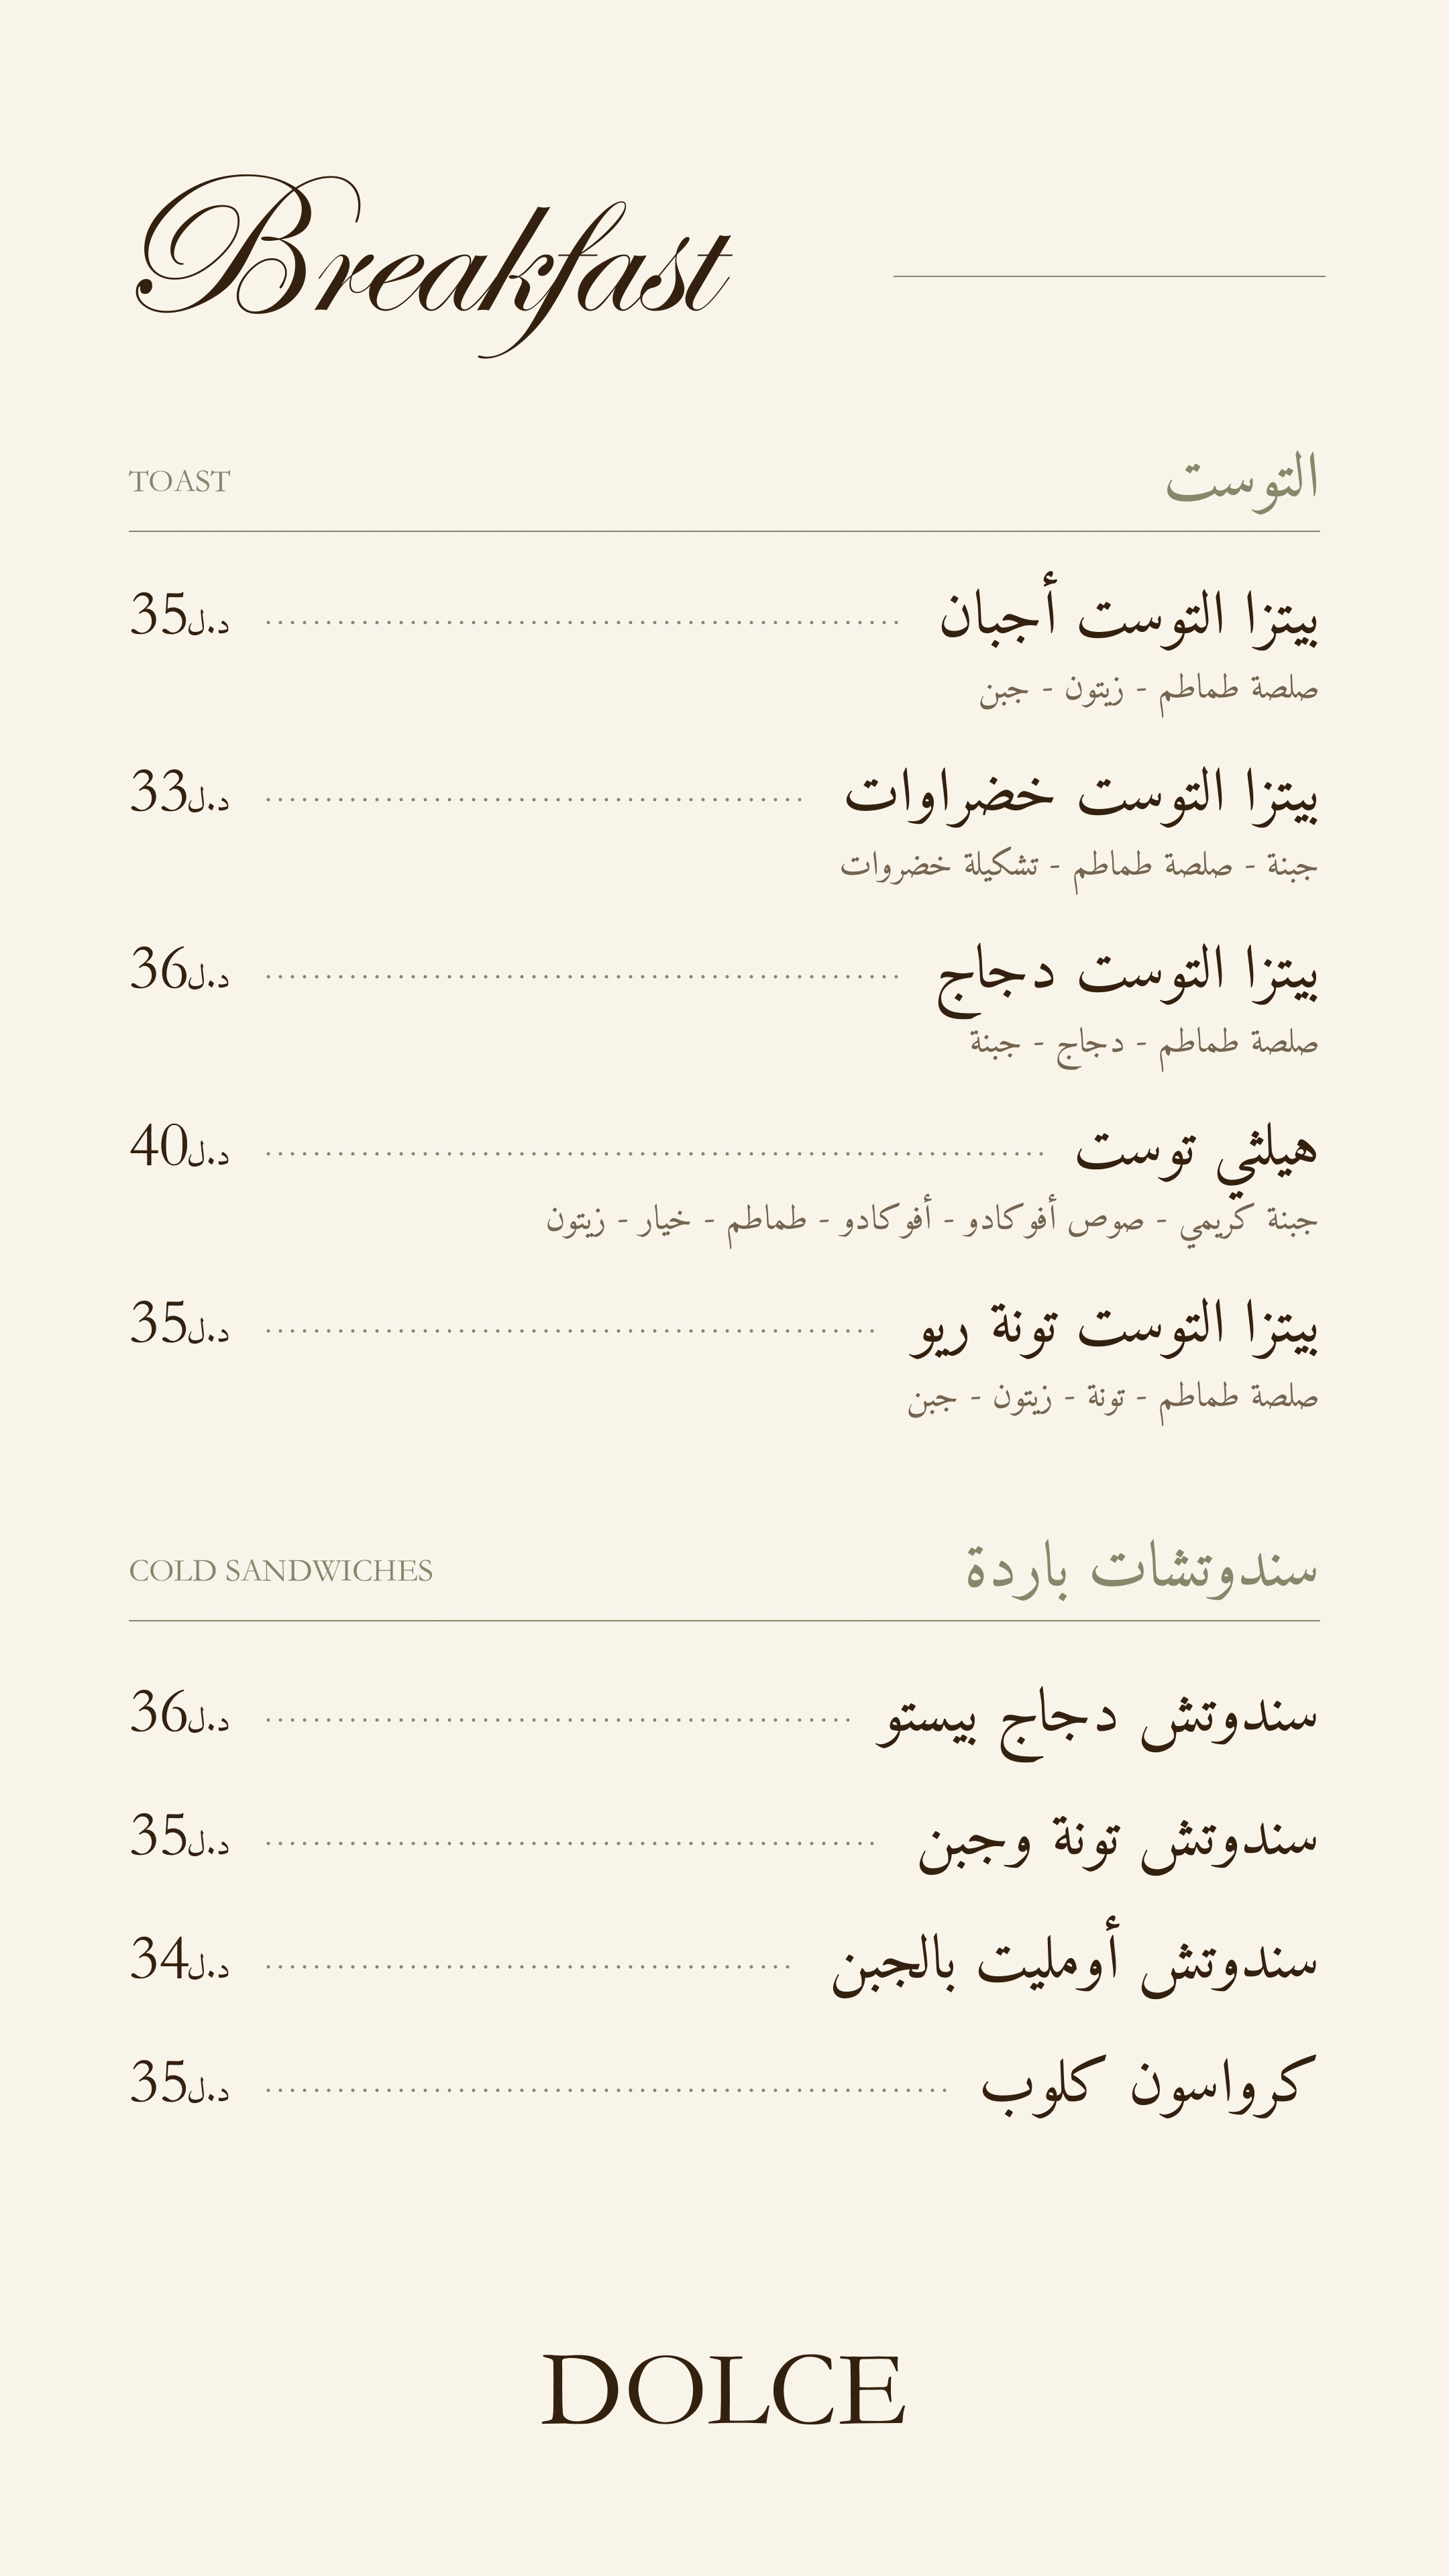 Breakfast
TOAST التوست
بيتزا التوست أجبان 35د.ل
صلصة طماطم - زيتون - جبن
بيتزا التوست خضراوات 33د.ل
جبنة - صلصة طماطم - تشكيلة خضروات
بيتزا التوست دجاج 36د.ل
صلصة طماطم - دجاج - جبنة
هيلثي توست 40د.ل
جبنة كريمي - صوص أفوكادو - أفوكادو - طماطم - خيار - زيتون
بيتزا التوست تونة ريو 35د.ل
صلصة طماطم - تونة - زيتون - جبن
COLD SANDWICHES سندوتشات باردة
سندوتش دجاج بيستو 36د.ل
سندوتش تونة وجبن 35د.ل
سندوتش أومليت بالجبن 34د.ل
كرواسون كلوب 35د.ل
DOLCE